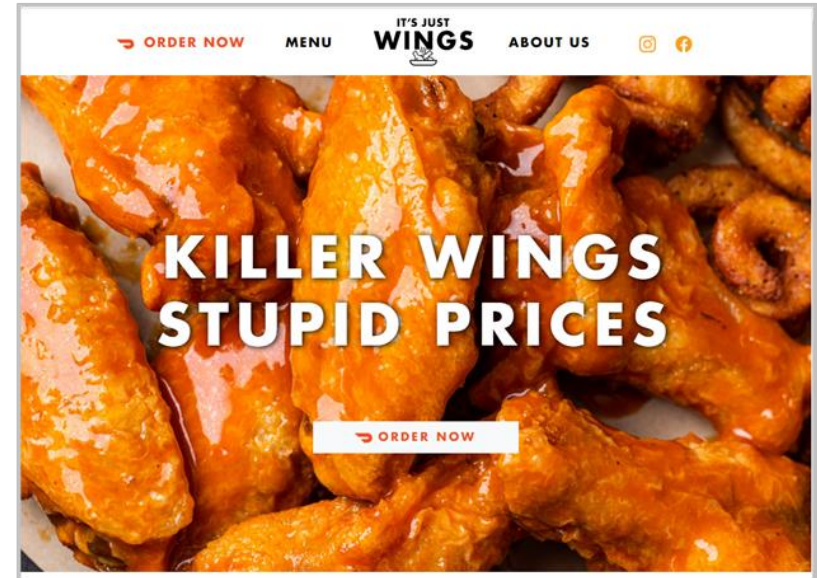 ORDER NOW
MENU
IT'S JUST
WINGS
ABOUT US
KILLER WINGS
STUPID PRICES
ORDER NOW